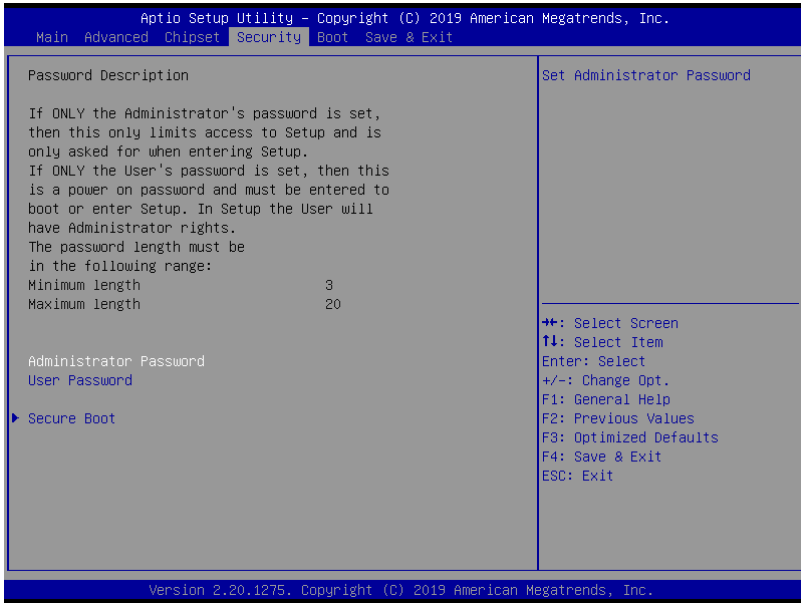 Aptio Setup Utility – Copyright (C) 2019 American Megatrends, Inc.
Main Advanced Chipset Security Boot Save & Exit
Password Description
If ONLY the Administrator's password is set,
then this only limits access to Setup and is
only asked for when entering Setup.
If ONLY the User's password is set, then this
is a power on password and must be entered to
boot or enter Setup. In Setup the User will
have Administrator rights.
The password length must be
in the following range:
Minimum length 3
Maximum length 20
Administrator Password
User Password
Secure Boot
Set Administrator Password
→←: Select Screen
↑↓: Select Item
Enter: Select
+/-: Change Opt.
F1: General Help
F2: Previous Values
F3: Optimized Defaults
F4: Save & Exit
ESC: Exit
Version 2.20.1275. Copyright (C) 2019 American Megatrends, Inc.